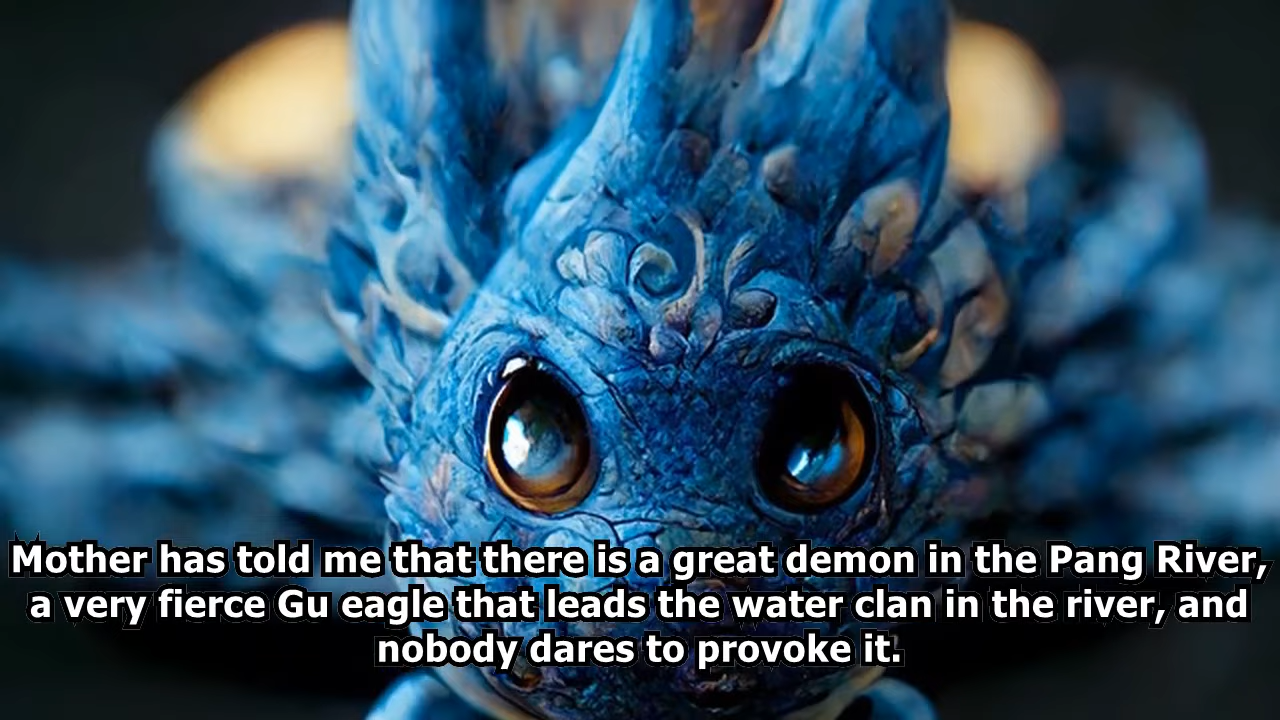 Mother has told me that there is a great demon in the Pang River,
a very fierce Gu eagle that leads the water clan in the river, and
nobody dares to provoke it.